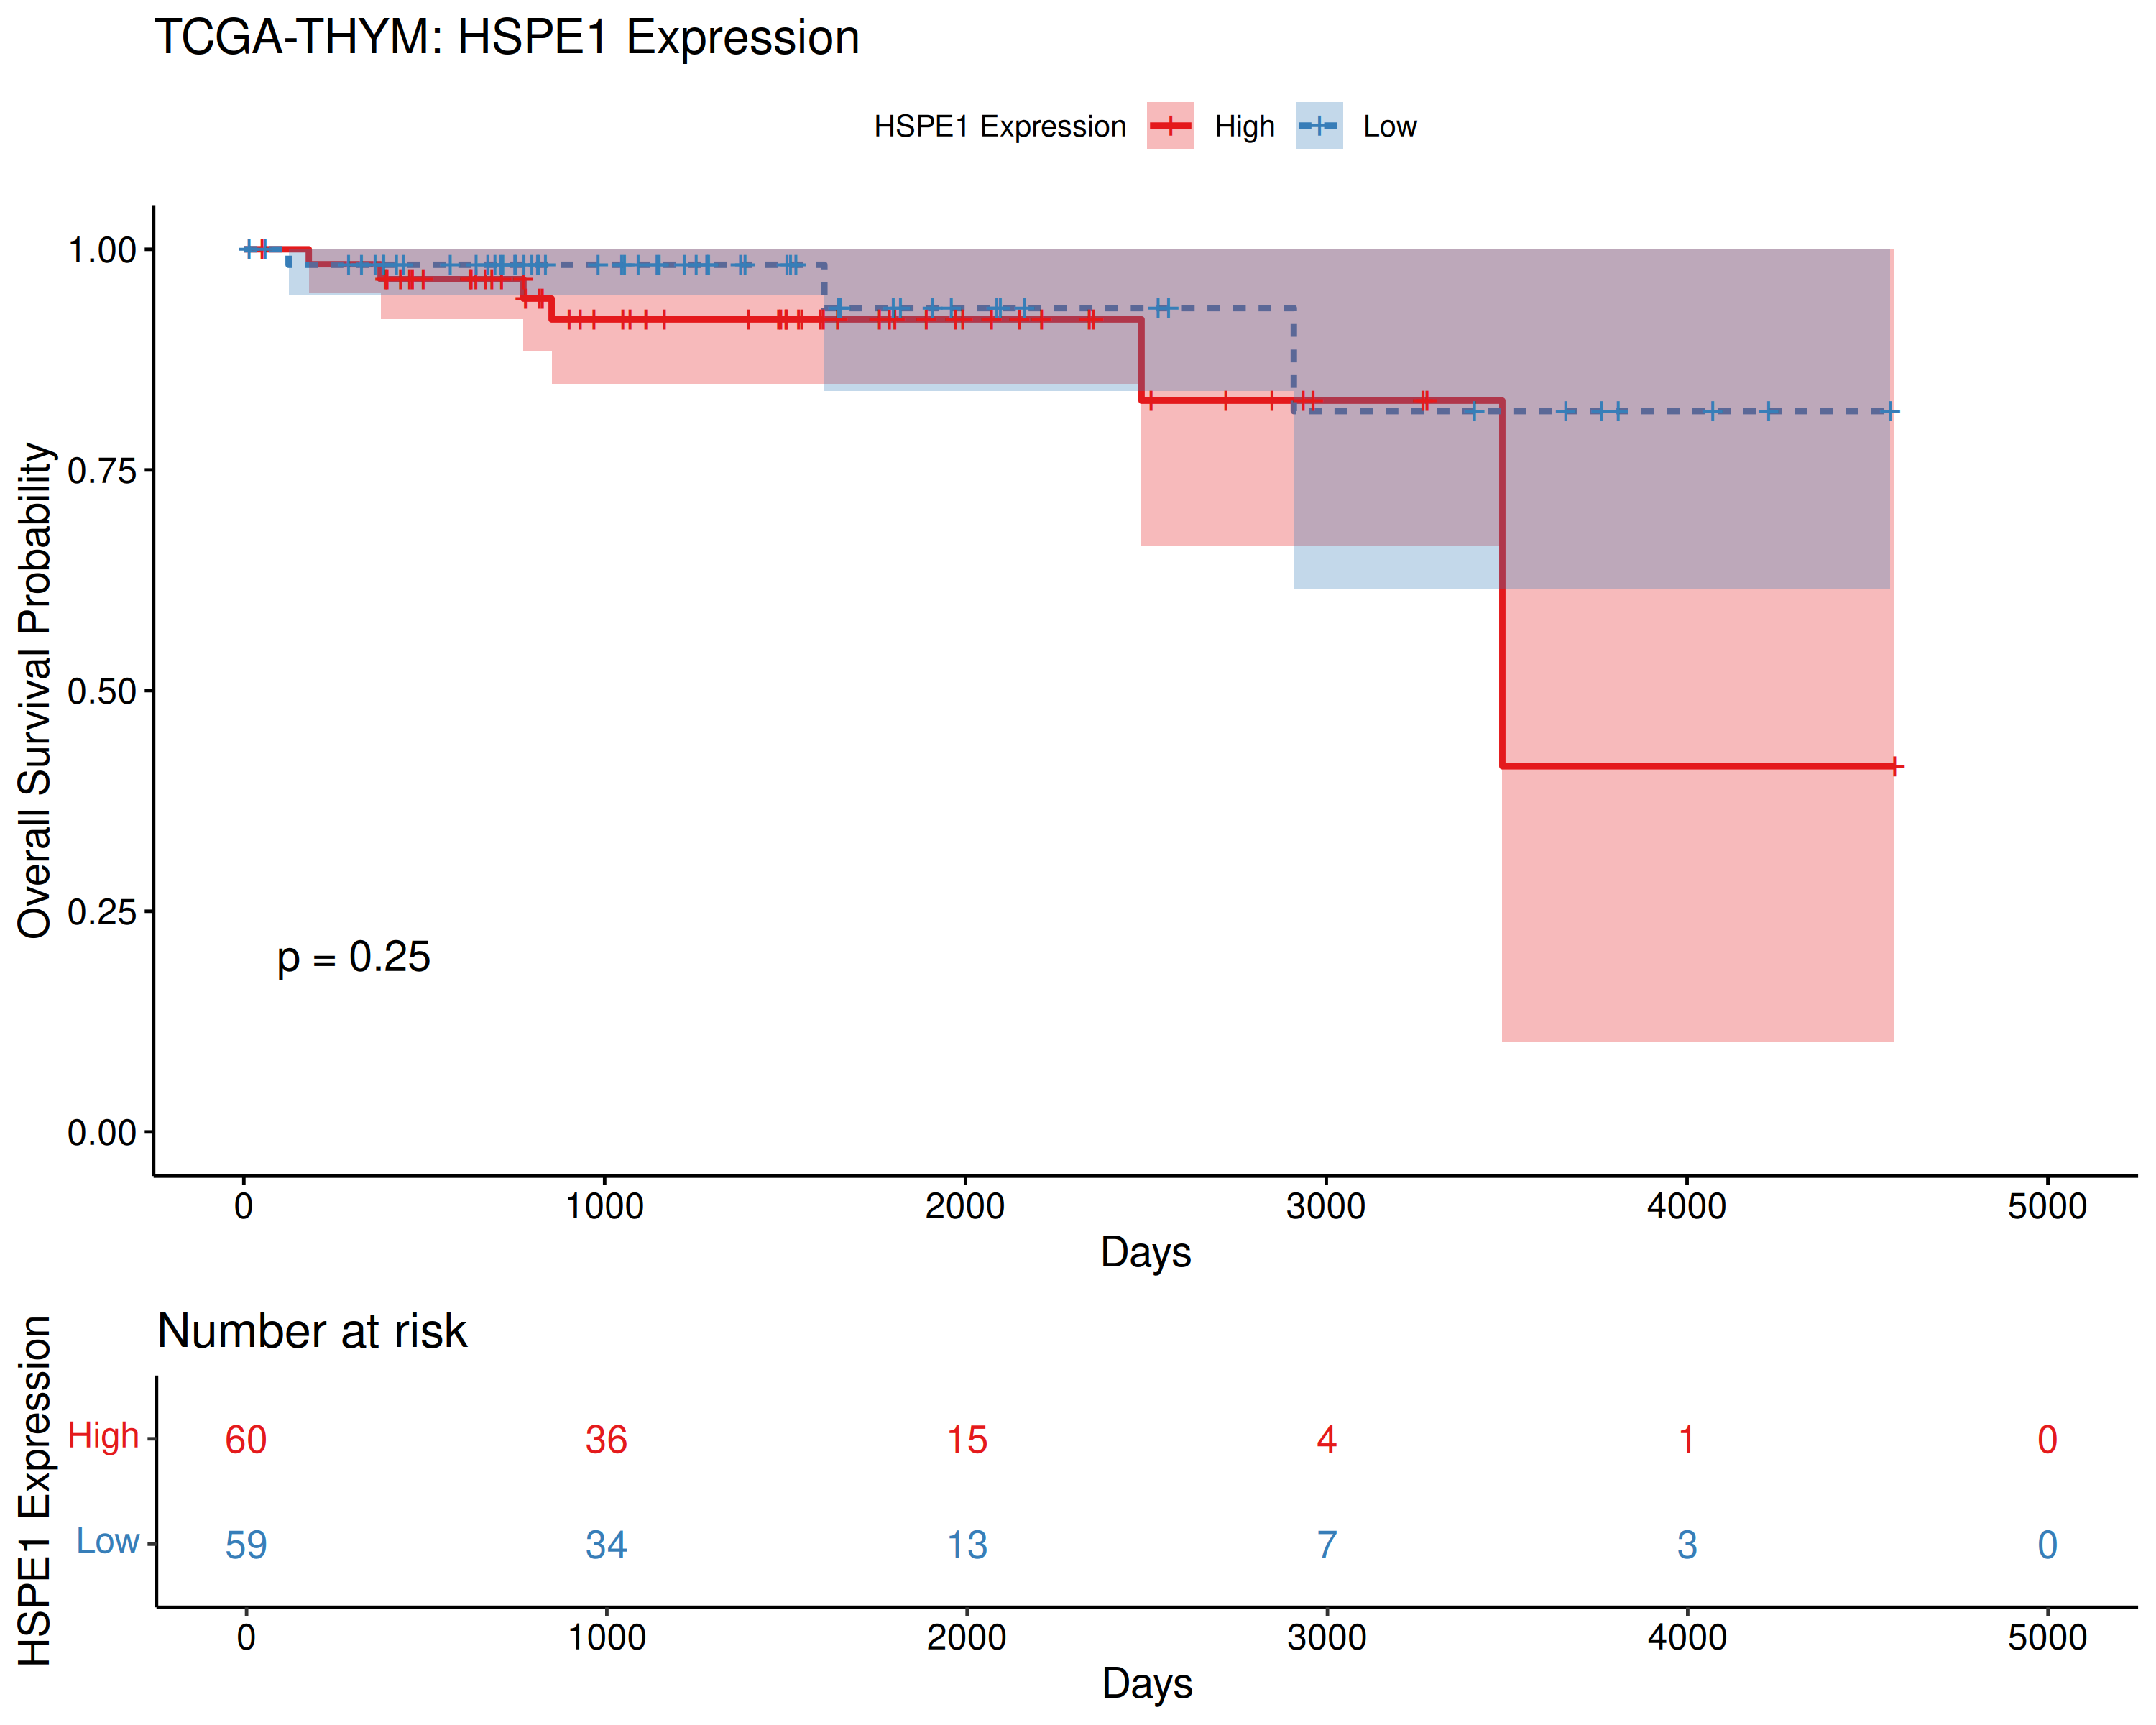 TCGA-THYM: HSPE1 Expression
HSPE1 Expression High Low
Overall Survival Probability
1.00
0.75
0.50
0.25
0.00
p = 0.25
0 1000 2000 3000 4000 5000
Days
Number at risk
HSPE1 Expression
High 60 36 15 4 1 0
Low 59 34 13 7 3 0
0 1000 2000 3000 4000 5000
Days